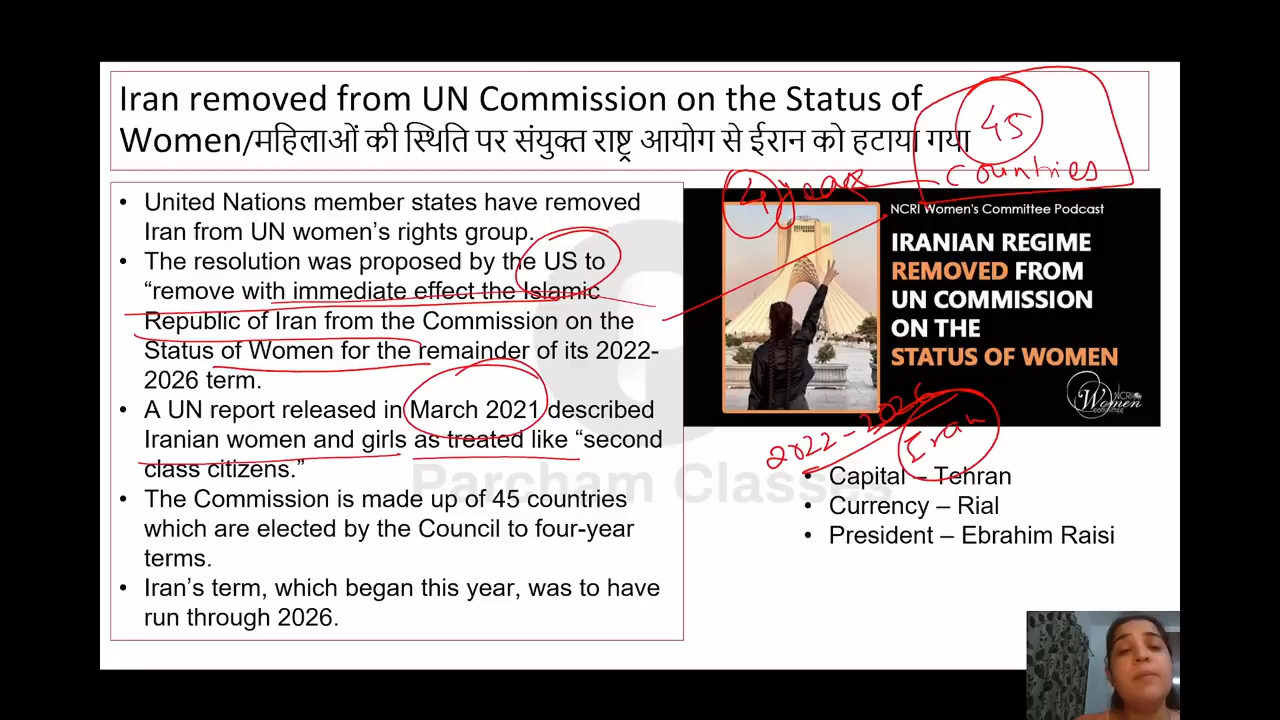 Iran removed from UN Commission on the Status of
Women/महिलाओं की स्थिति पर संयुक्त राष्ट्र आयोग से ईरान को हटाया गया
45
countries
4 years
United Nations member states have removed
Iran from UN women's rights group.
The resolution was proposed by the US to
“remove with immediate effect the Islamic
Republic of Iran from the Commission on the
Status of Women for the remainder of its 2022-
2026 term.
A UN report released in March 2021 described
Iranian women and girls as treated like “second
class citizens.”
The Commission is made up of 45 countries
which are elected by the Council to four-year
terms.
Iran's term, which began this year, was to have
run through 2026.
NCRI Women's Committee Podcast
IRANIAN REGIME
REMOVED FROM
UN COMMISSION
ON THE
STATUS OF WOMEN
NCRI
Women
committee
2022-2026
Iran
Capital – Tehran
Currency – Rial
President – Ebrahim Raisi
Parcham Classes